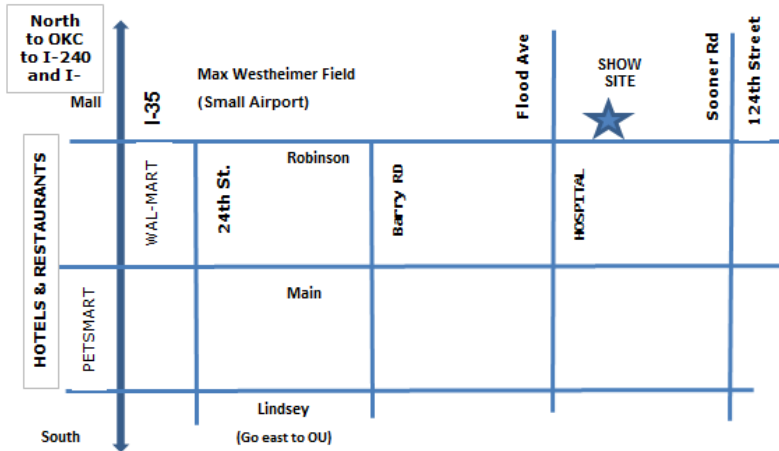 North
to OKC
to I-240
and I-
Mall
I-35
Max Westheimer Field
(Small Airport)
Flood Ave
SHOW
SITE
Sooner Rd
124th Street
HOTELS & RESTAURANTS
WAL-MART
24th St.
Robinson
Barry RD
HOSPITAL
PETSMART
Main
Lindsey
(Go east to OU)
South